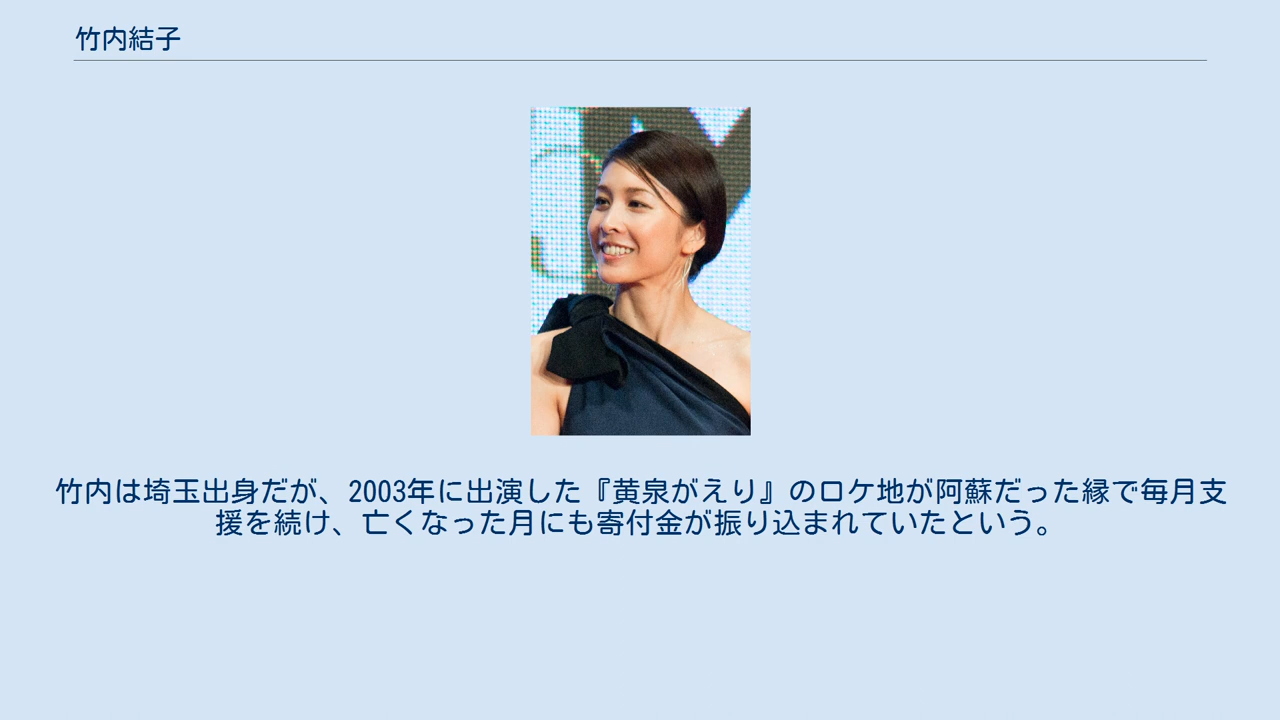 竹内結子
竹内は埼玉出身だが、2003年に出演した『黄泉がえり』のロケ地が阿蘇だった縁で毎月支
援を続け、亡くなった月にも寄付金が振り込まれていたという。